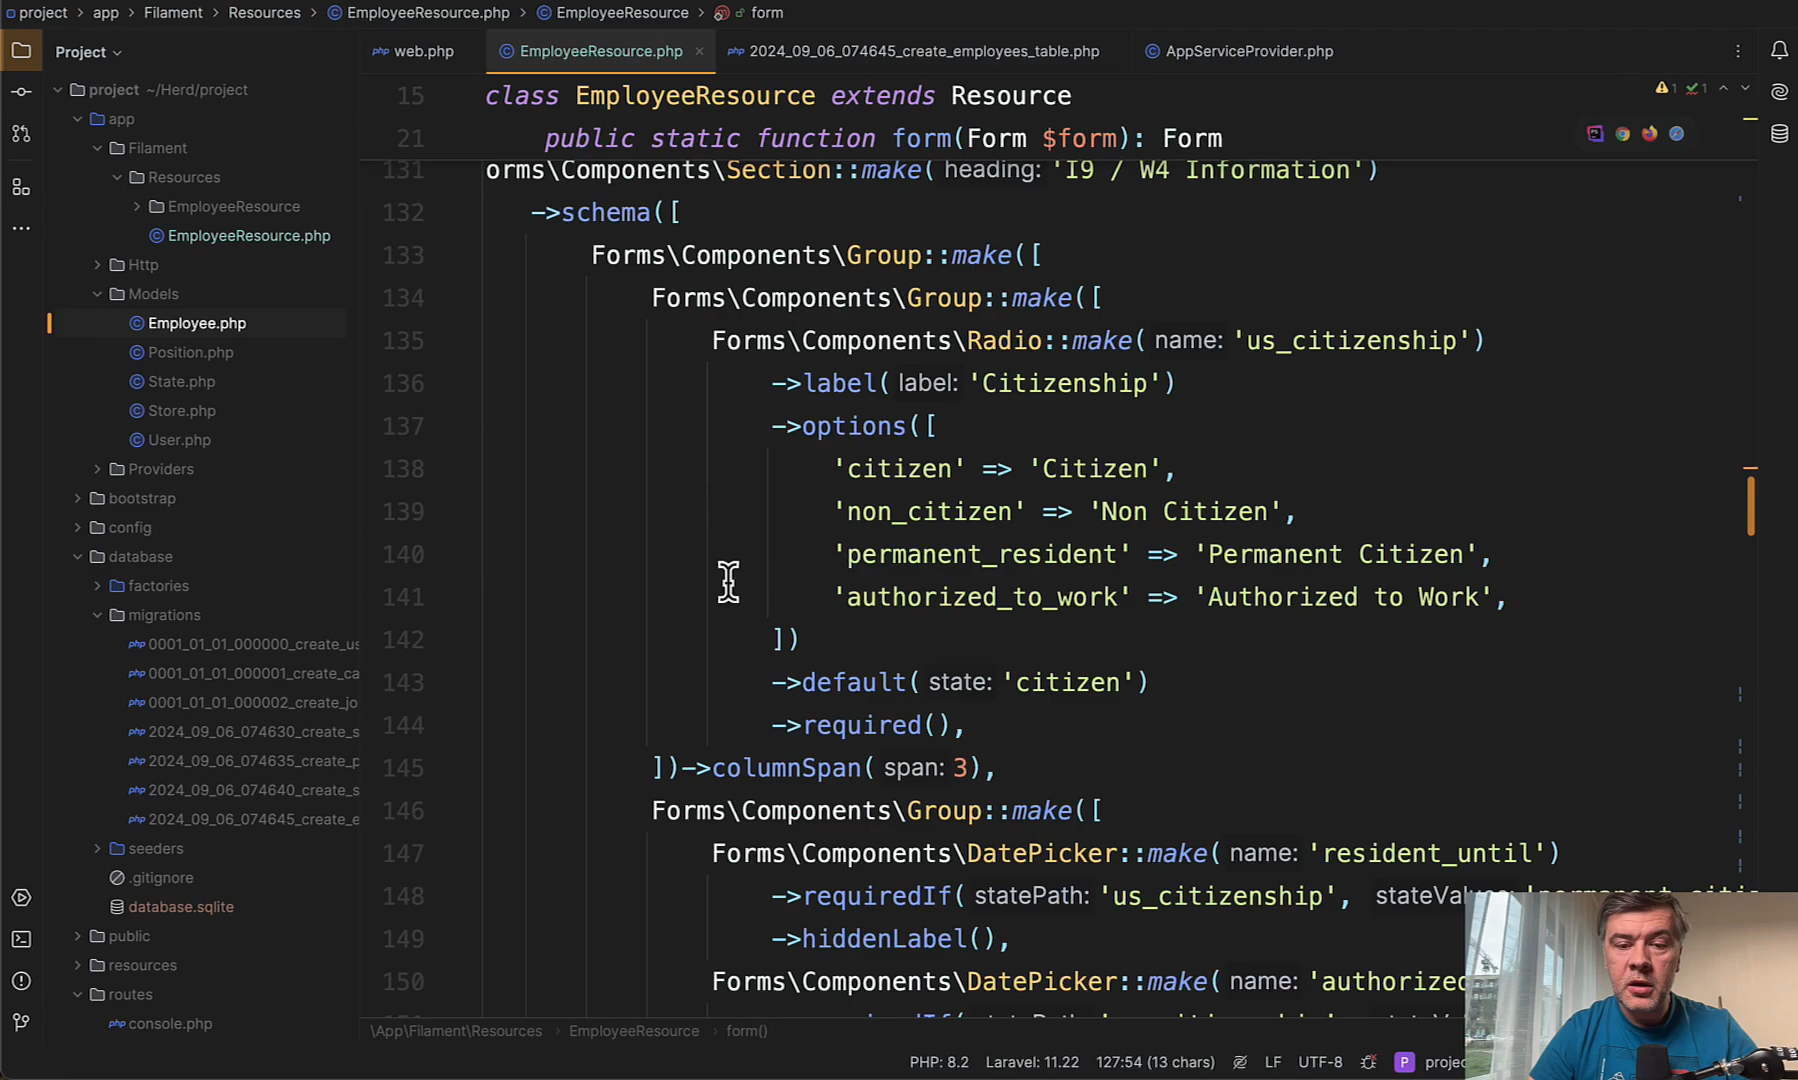 project > app > Filament > Resources > EmployeeResource.php > EmployeeResource > form
Project
web.php
EmployeeResource.php
2024_09_06_074645_create_employees_table.php
AppServiceProvider.php
project ~/Herd/project
app
Filament
Resources
EmployeeResource
EmployeeResource.php
Http
Models
Employee.php
Position.php
State.php
Store.php
User.php
Providers
bootstrap
config
database
factories
migrations
0001_01_01_000000_create_us
0001_01_01_000001_create_ca
0001_01_01_000002_create_jo
2024_09_06_074630_create_s
2024_09_06_074635_create_p
2024_09_06_074640_create_s
2024_09_06_074645_create_e
seeders
.gitignore
database.sqlite
public
resources
routes
console.php
1 1
15 class EmployeeResource extends Resource
21 public static function form(Form $form): Form
131 orms\Components\Section::make( heading: 'I9 / W4 Information')
132 ->schema([
133 Forms\Components\Group::make([
134 Forms\Components\Group::make([
135 Forms\Components\Radio::make( name: 'us_citizenship')
136 ->label( label: 'Citizenship')
137 ->options([
138 'citizen' => 'Citizen',
139 'non_citizen' => 'Non Citizen',
140 'permanent_resident' => 'Permanent Citizen',
141 'authorized_to_work' => 'Authorized to Work',
142 ])
143 ->default( state: 'citizen')
144 ->required(),
145 ])->columnSpan( span: 3),
146 Forms\Components\Group::make([
147 Forms\Components\DatePicker::make( name: 'resident_until')
148 ->requiredIf( statePath: 'us_citizenship', stateValu
149 ->hiddenLabel(),
150 Forms\Components\DatePicker::make( name: 'authorized
\App\Filament\Resources EmployeeResource form()
PHP: 8.2 Laravel: 11.22 127:54 (13 chars) LF UTF-8 projec